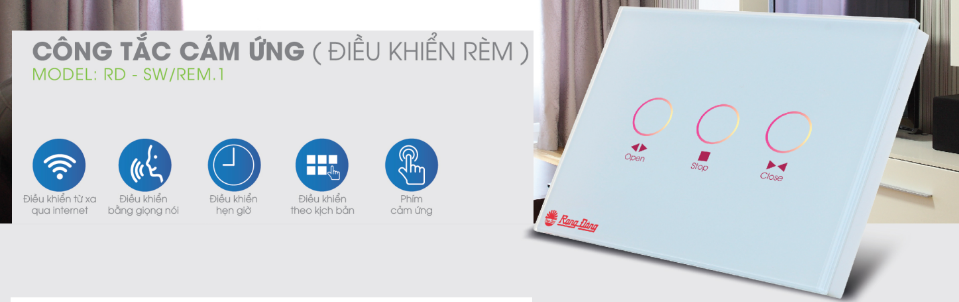 CÔNG TẮC CẢM ỨNG ( ĐIỀU KHIỂN RÈM )
MODEL: RD - SW/REM.1
Điều khiển từ xa
qua internet
Điều khiển
bằng giọng nói
Điều khiển
hẹn giờ
Điều khiển
theo kịch bản
Phím
cảm ứng
Open
Stop
Close
Rạng Đông